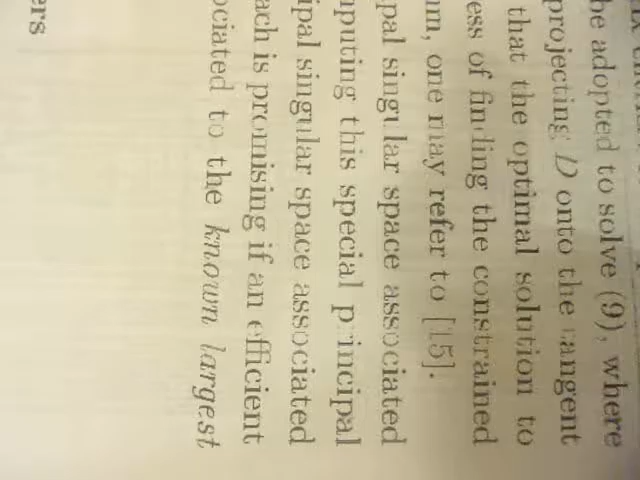 be adopted to solve (9), where
projecting D onto the tangent
that the optimal solution to
ess of finding the constrained
m, one may refer to [15].
pal singular space associated
puting this special principal
ipal singular space associated
ach is promising if an efficient
ociated to the known largest
ers